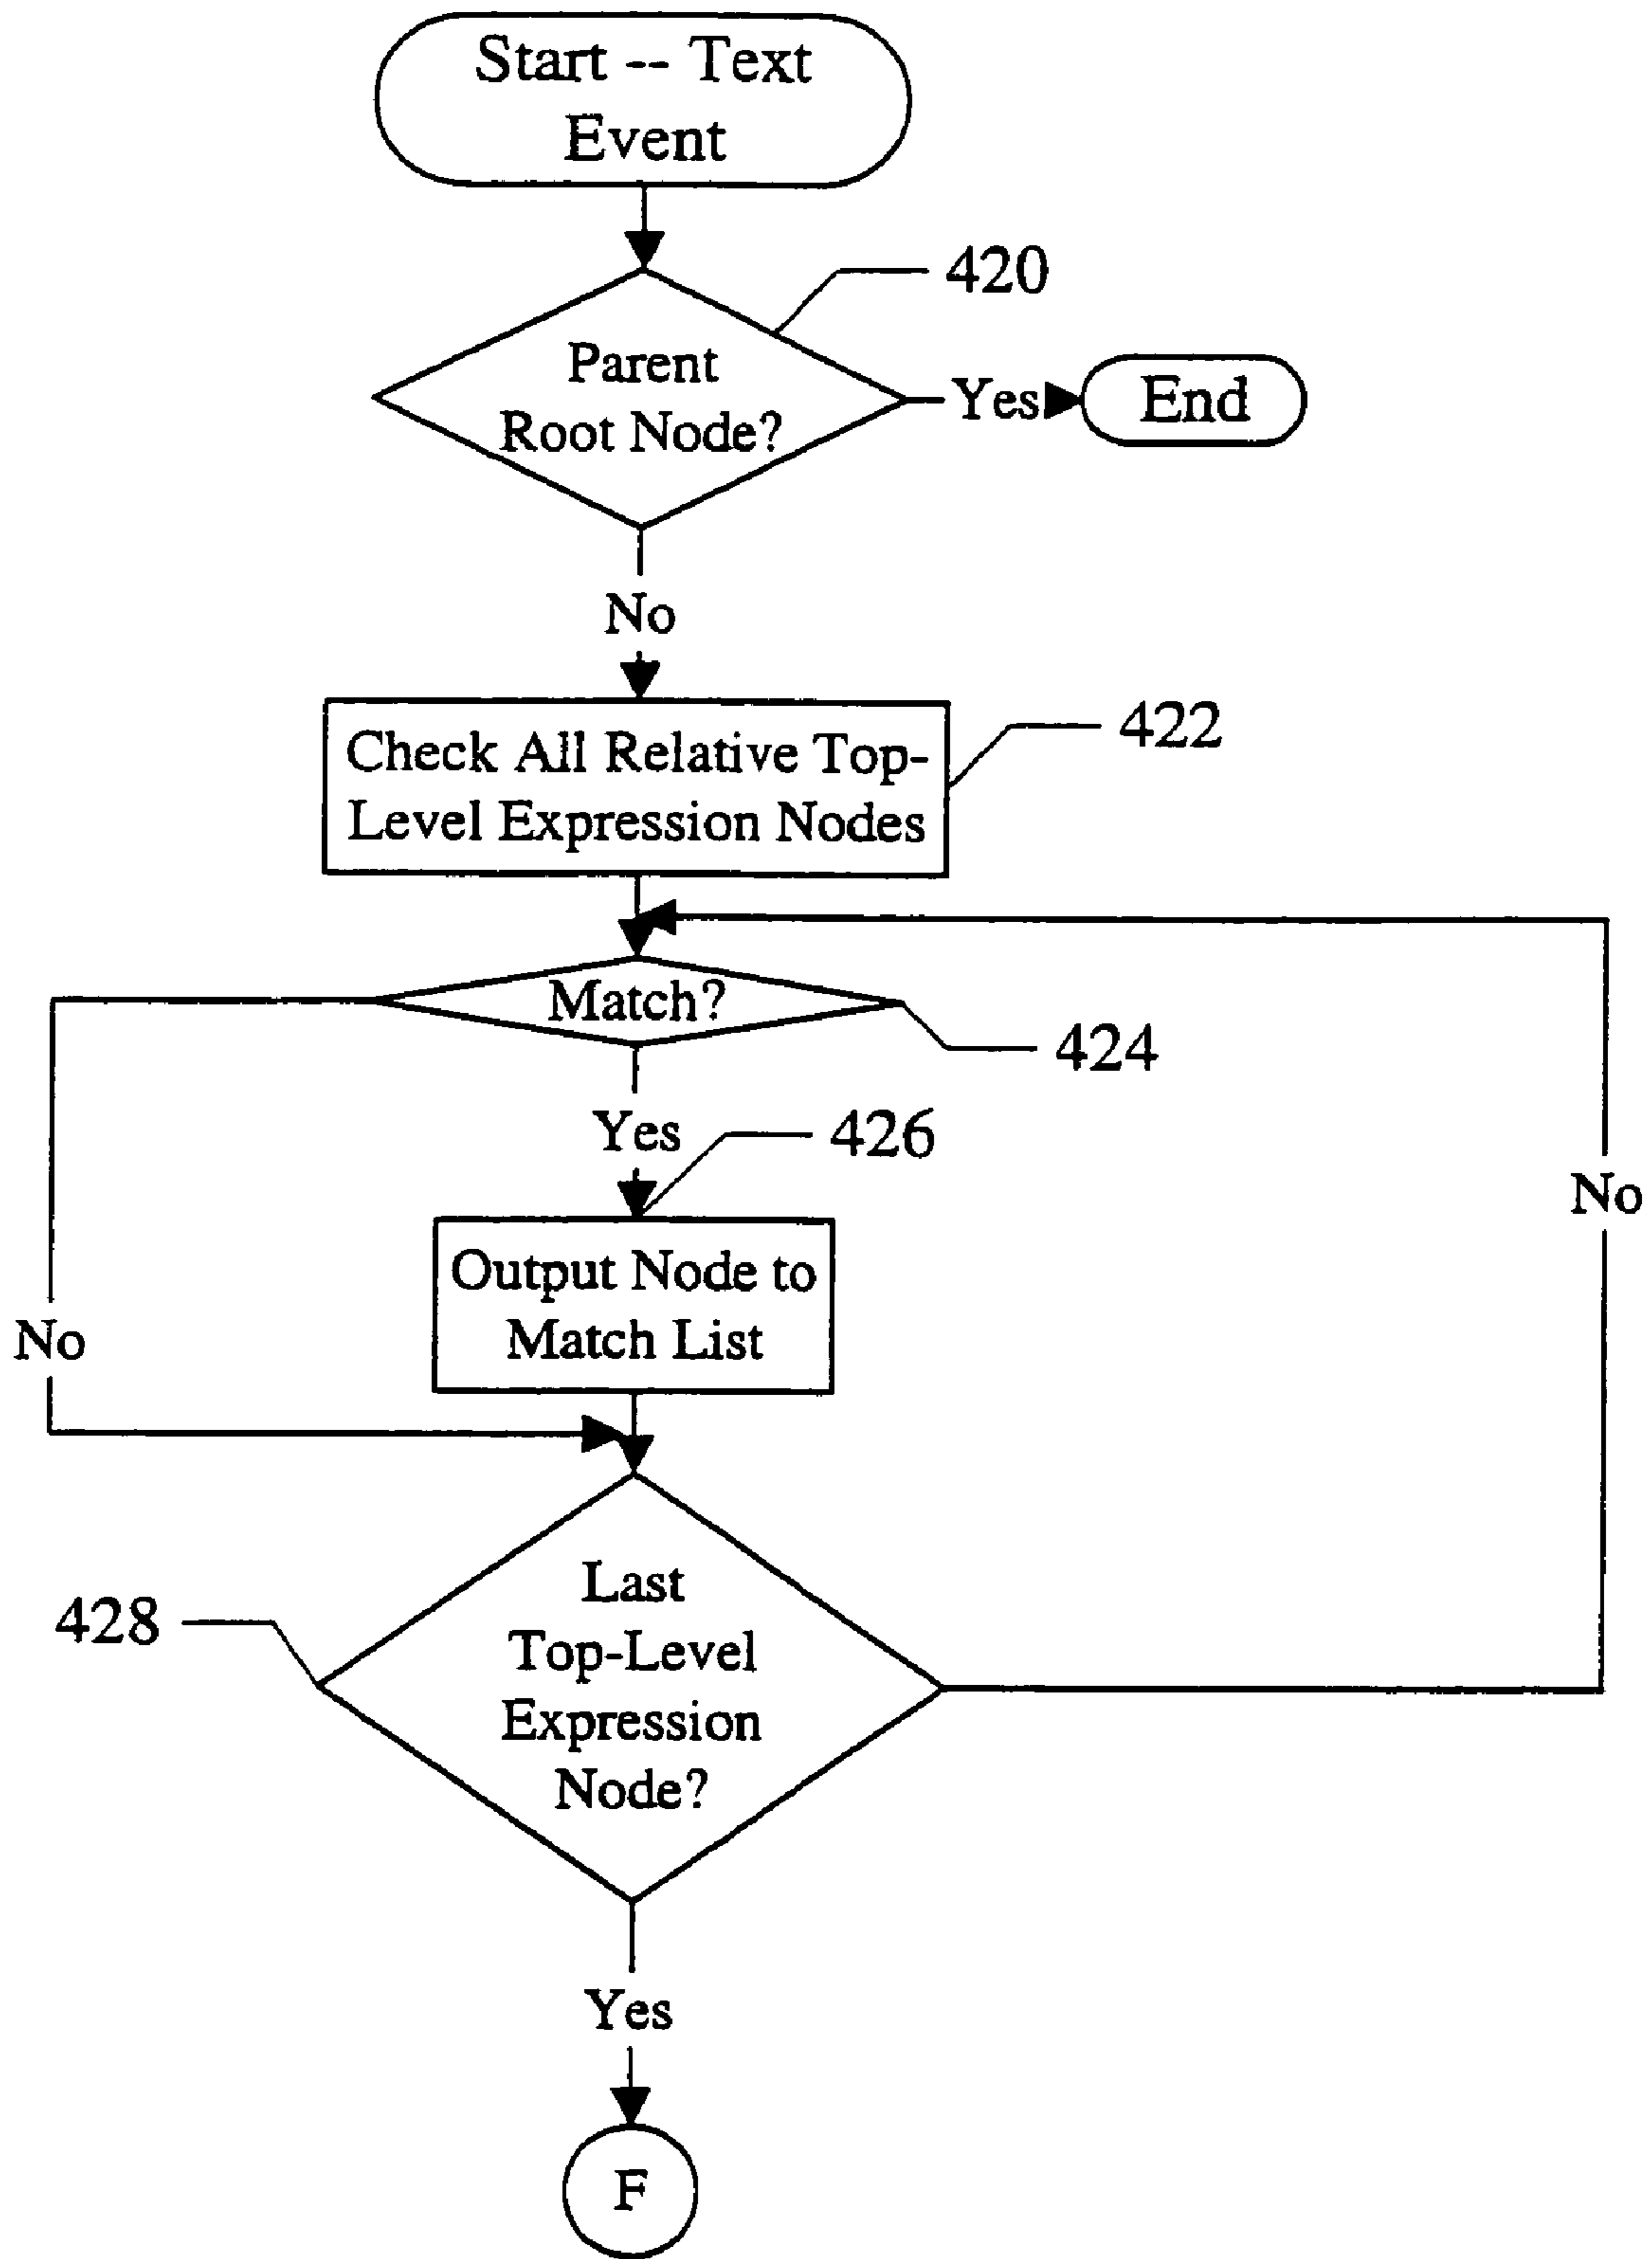 Start -- Text
Event
420
Parent
Root Node?
Yes
End
No
422
Check All Relative Top-
Level Expression Nodes
Match?
424
Yes
426
No
Output Node to
Match List
No
428
Last
Top-Level
Expression
Node?
Yes
F